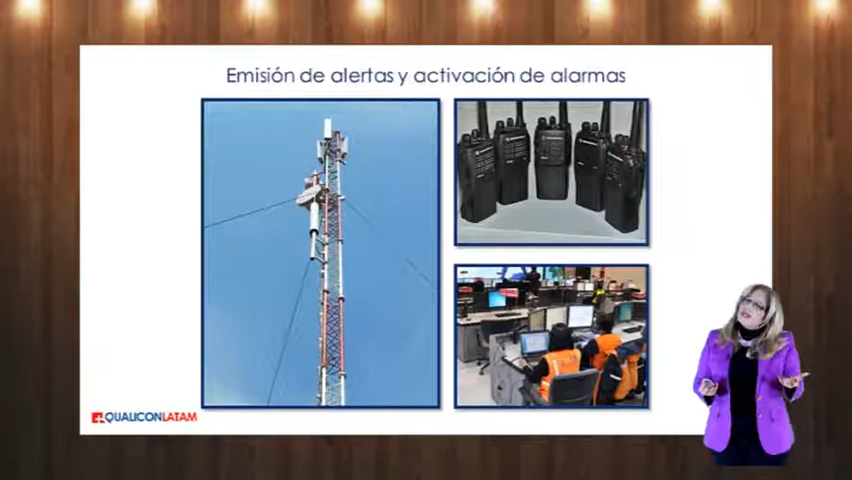 Emisión de alertas y activación de alarmas
QUALICONLATAM